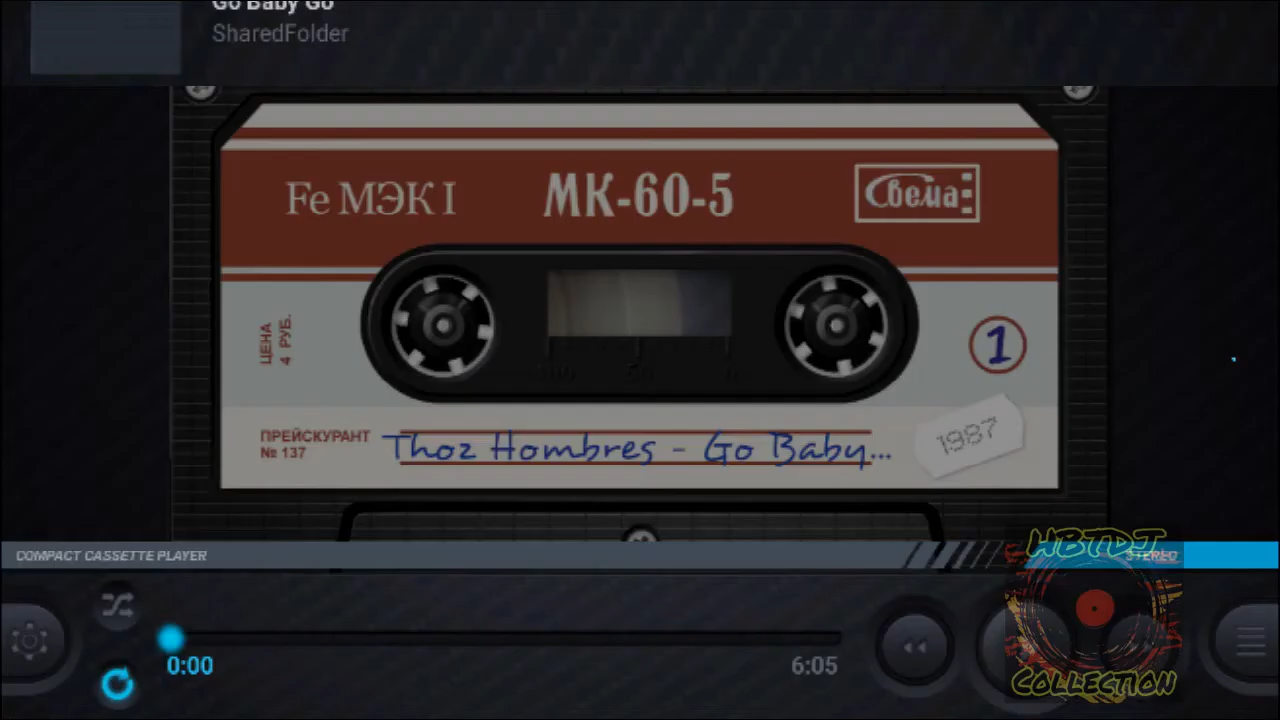 Go Baby Go
SharedFolder
Fe МЭК I
МК-60-5
Свема
ЦЕНА
4 РУБ.
1
ПРЕЙСКУРАНТ
№ 137
Thoz Hombres - Go Baby...
1987
COMPACT CASSETTE PLAYER
STEREO
HBTDJ
0:00
6:05
COLLECTION